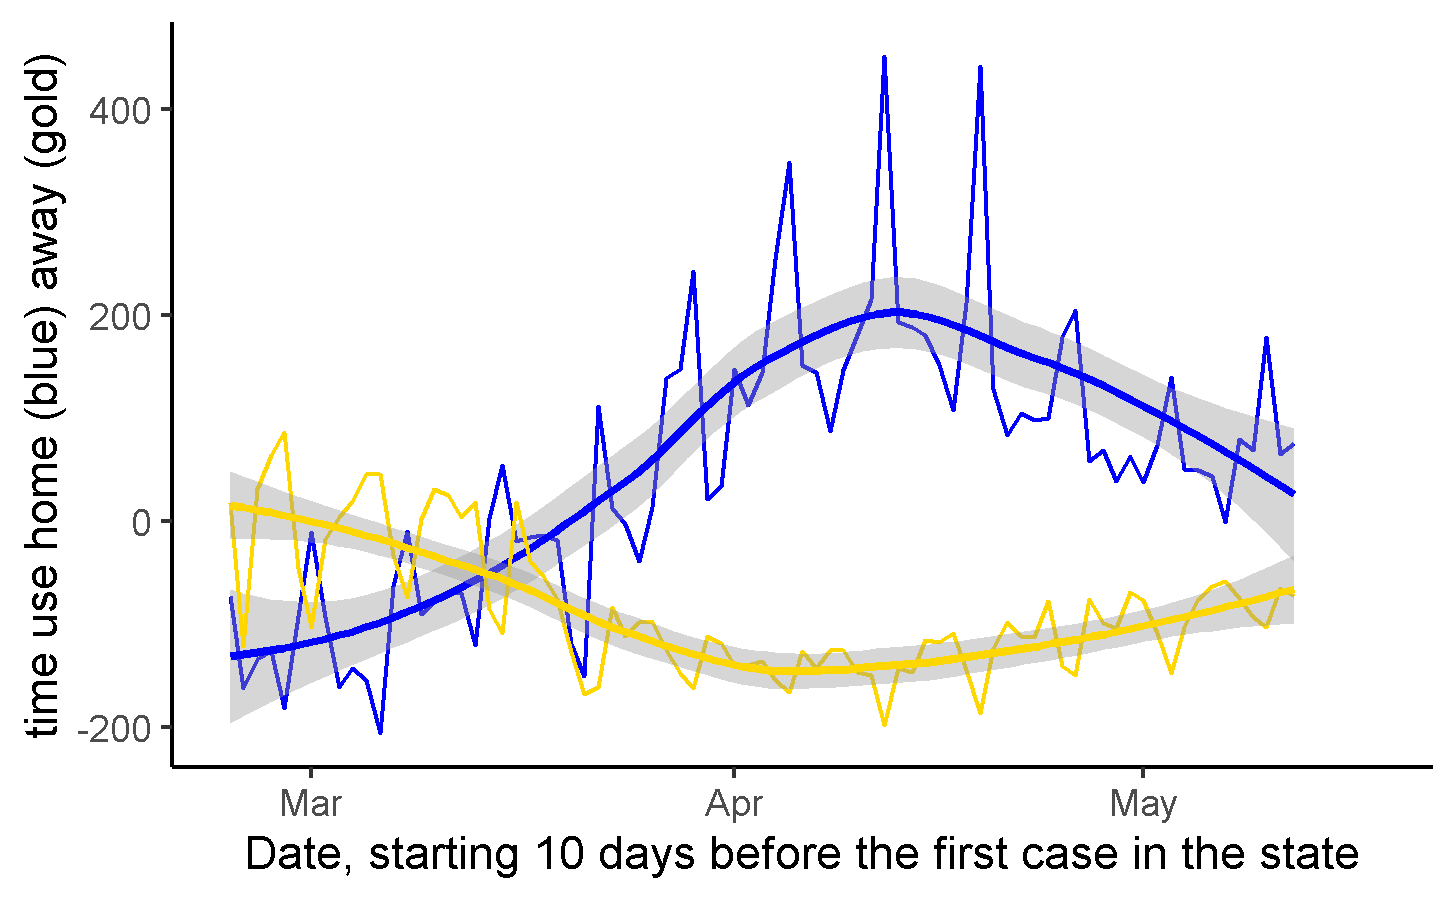 time use home (blue) away (gold)
400
200
0
-200
Mar Apr May
Date, starting 10 days before the first case in the state